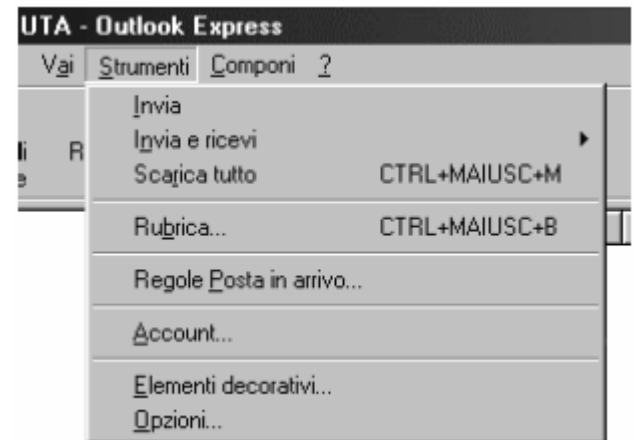 UTA - Outlook Express
Vai Strumenti Componi ?
Invia
Invia e ricevi
Scarica tutto CTRL+MAIUSC+M
Rubrica... CTRL+MAIUSC+B
Regole Posta in arrivo...
Account...
Elementi decorativi...
Opzioni...